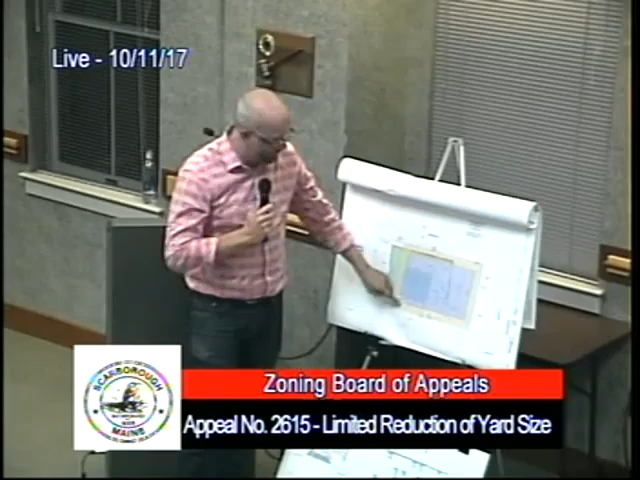 Live - 10/11/17
SCARBOROUGH
MAINE
Zoning Board of Appeals
Appeal No. 2615 - Limited Reduction of Yard Size